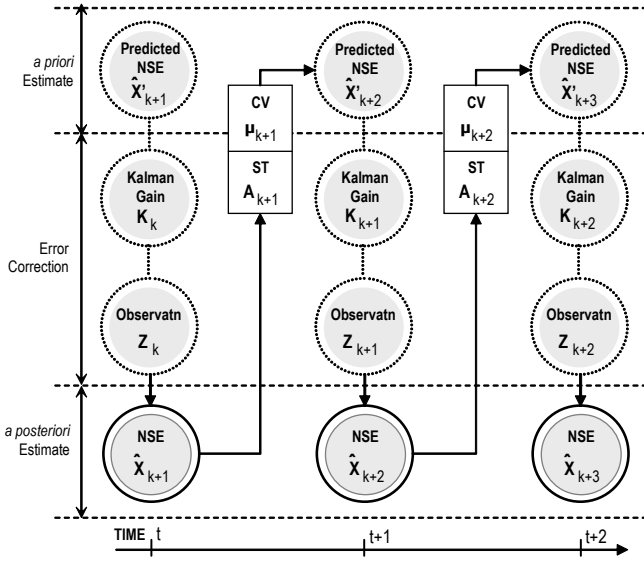 a priori
Estimate
Predicted
NSE
X̂'k+1
Predicted
NSE
X̂'k+2
Predicted
NSE
X̂'k+3
CV
μk+1
ST
Ak+1
CV
μk+2
ST
Ak+2
Error
Correction
Kalman
Gain
Kk
Kalman
Gain
Kk+1
Kalman
Gain
Kk+2
Observatn
Zk
Observatn
Zk+1
Observatn
Zk+2
a posteriori
Estimate
NSE
X̂k+1
NSE
X̂k+2
NSE
X̂k+3
TIME t t+1 t+2